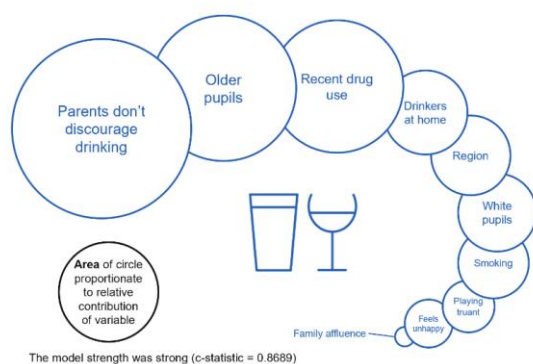 Parents don't
discourage
drinking
Older
pupils
Recent drug
use
Drinkers
at home
Region
White
pupils
Smoking
Playing
truant
Feels
unhappy
Family affluence
Area of circle
proportionate
to relative
contribution
of variable
The model strength was strong (c-statistic = 0.8689)